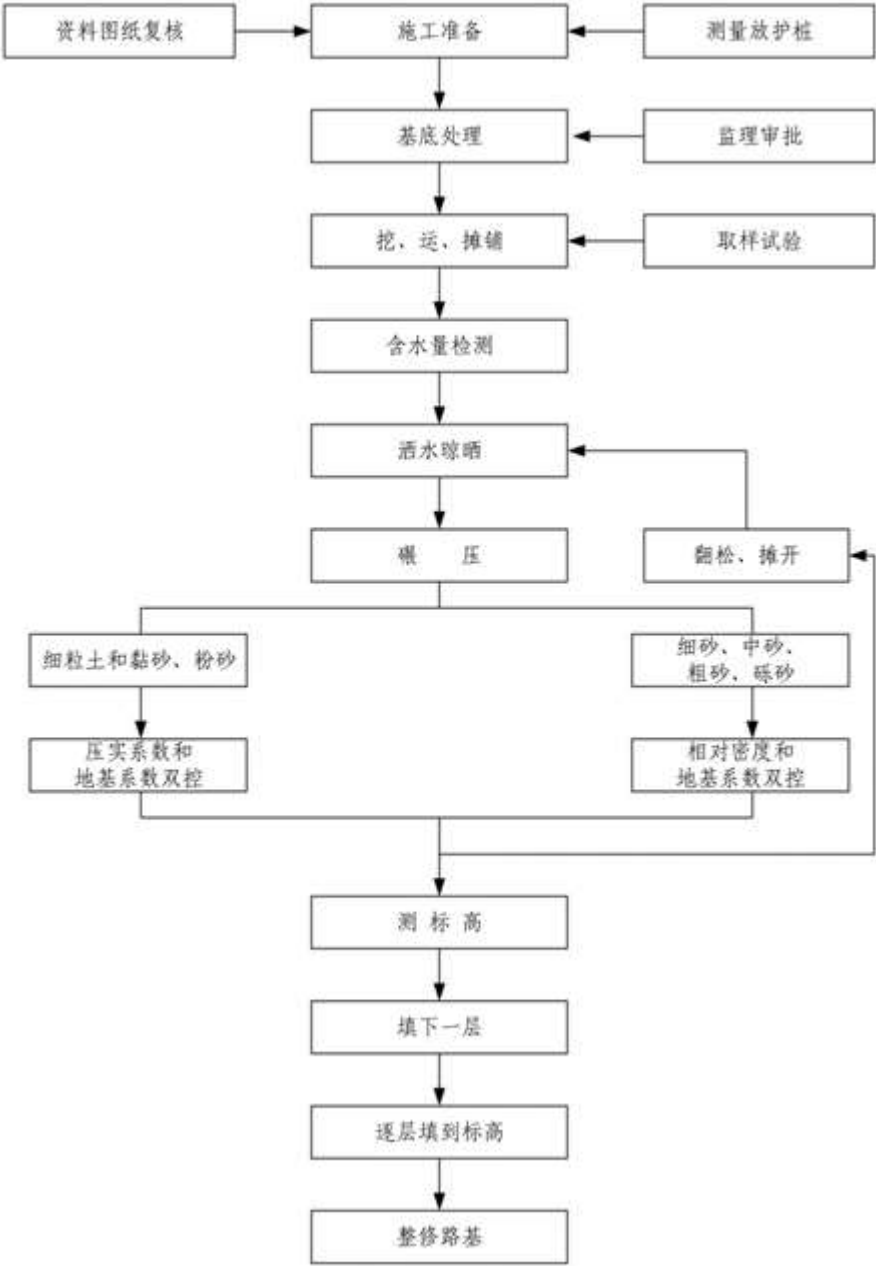 资料图纸复核
施工准备
测量放护桩
基底处理
监理审批
挖、运、摊铺
取样试验
含水量检测
洒水晾晒
碾 压
翻松、摊开
细粒土和黏砂、粉砂
细砂、中砂、
粗砂、砾砂
压实系数和
地基系数双控
相对密度和
地基系数双控
测 标 高
填下一层
逐层填到标高
整修路基